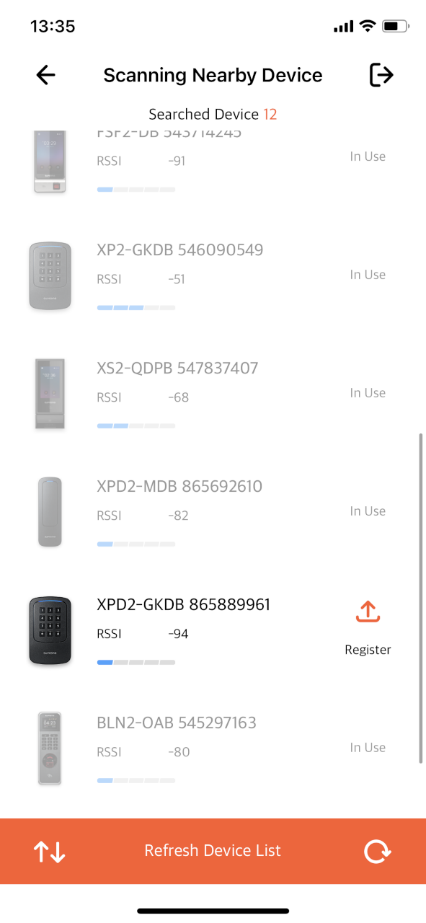 13:35
Scanning Nearby Device
Searched Device 12
FSF2-DB 543714245
RSSI -91
In Use
XP2-GKDB 546090549
RSSI -51
In Use
XS2-QDPB 547837407
RSSI -68
In Use
XPD2-MDB 865692610
RSSI -82
In Use
XPD2-GKDB 865889961
RSSI -94
Register
BLN2-OAB 545297163
RSSI -80
In Use
Refresh Device List